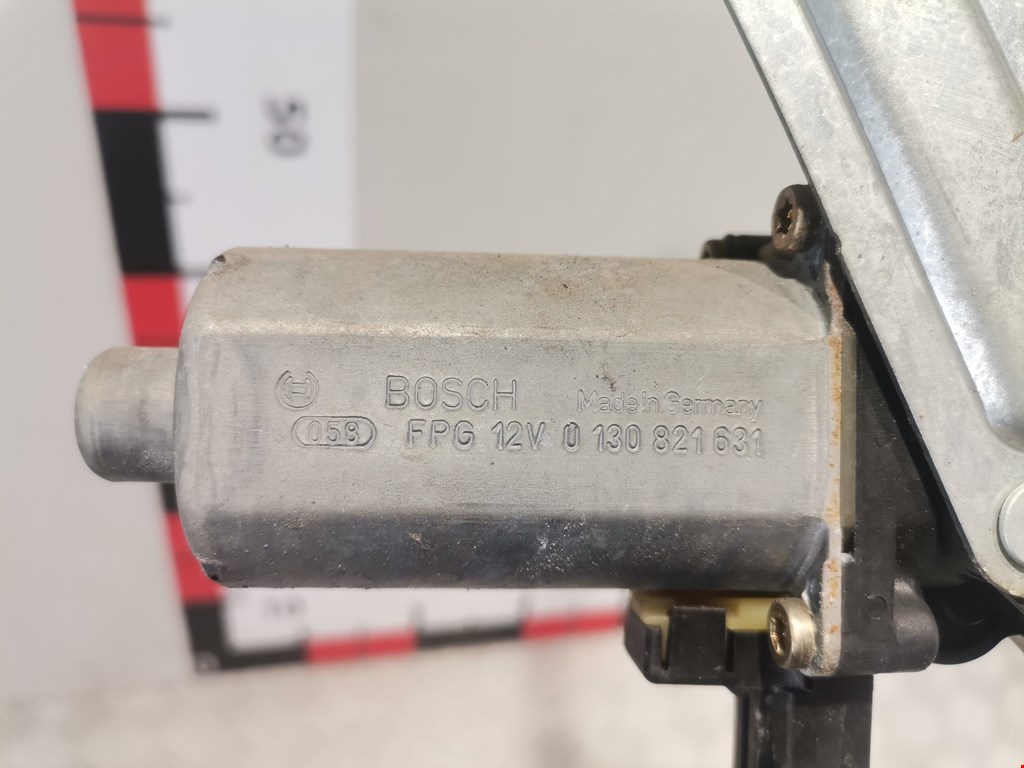 50
BOSCH Made in Germany
058 FPG 12V 0 130 821 631